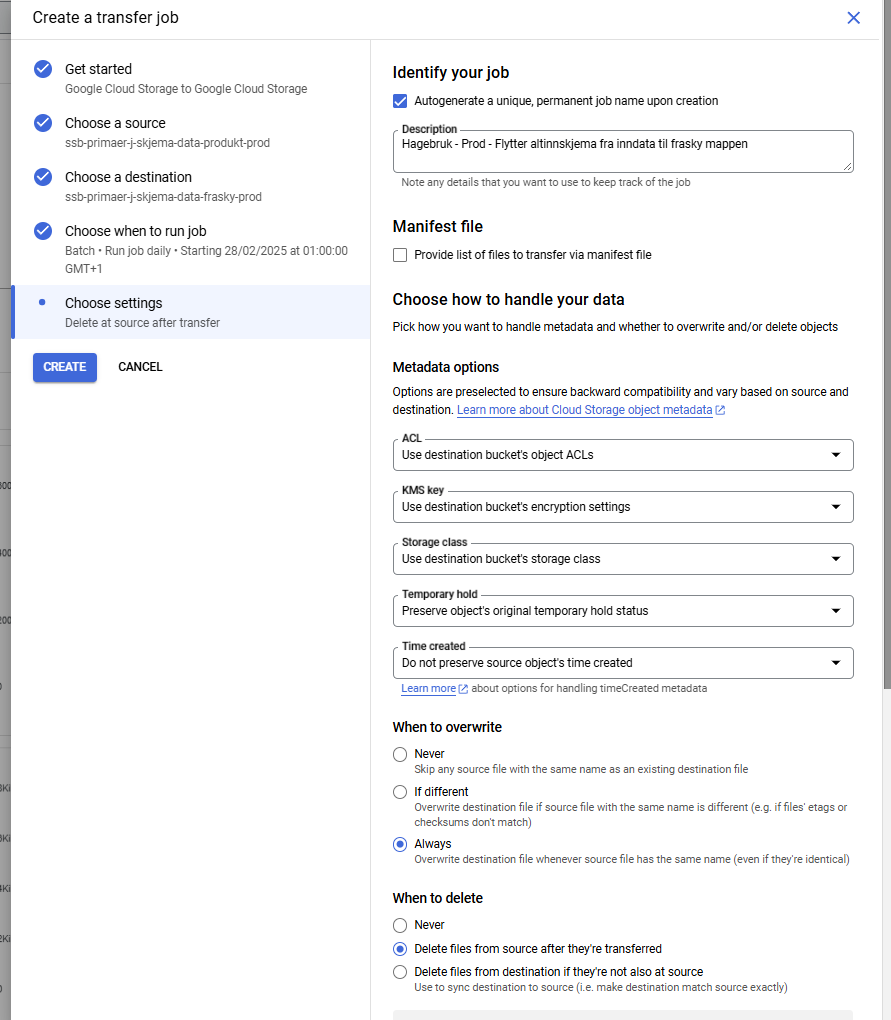 Create a transfer job
Get started
Google Cloud Storage to Google Cloud Storage
Choose a source
ssb-primaer-j-skjema-data-produkt-prod
Choose a destination
ssb-primaer-j-skjema-data-frasky-prod
Choose when to run job
Batch • Run job daily • Starting 28/02/2025 at 01:00:00
GMT+1
Choose settings
Delete at source after transfer
CREATE
CANCEL
Identify your job
Autogenerate a unique, permanent job name upon creation
Description
Hagebruk - Prod - Flytter altinnskjema fra inndata til frasky mappen
Note any details that you want to use to keep track of the job
Manifest file
Provide list of files to transfer via manifest file
Choose how to handle your data
Pick how you want to handle metadata and whether to overwrite and/or delete objects
Metadata options
Options are preselected to ensure backward compatibility and vary based on source and
destination. Learn more about Cloud Storage object metadata
ACL
Use destination bucket's object ACLs
KMS key
Use destination bucket's encryption settings
Storage class
Use destination bucket's storage class
Temporary hold
Preserve object's original temporary hold status
Time created
Do not preserve source object's time created
Learn more about options for handling timeCreated metadata
When to overwrite
Never
Skip any source file with the same name as an existing destination file
If different
Overwrite destination file if source file with the same name is different (e.g. if files' etags or
checksums don't match)
Always
Overwrite destination file whenever source file has the same name (even if they're identical)
When to delete
Never
Delete files from source after they're transferred
Delete files from destination if they're not also at source
Use to sync destination to source (i.e. make destination match source exactly)